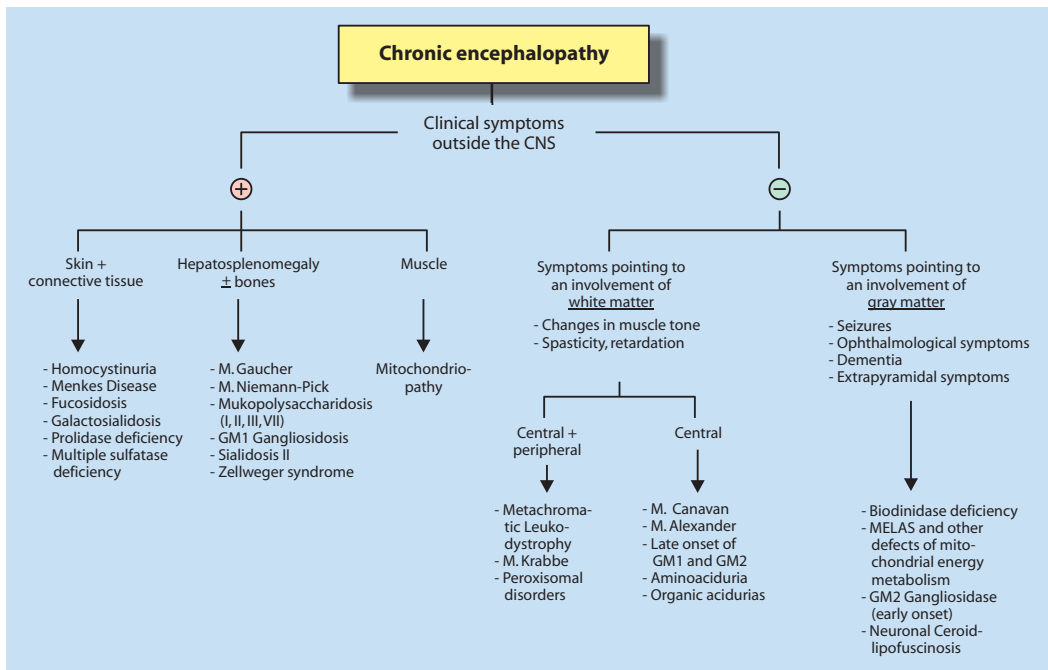 Chronic encephalopathy
Clinical symptoms
outside the CNS
+
−
Skin +
connective tissue
Hepatosplenomegaly
± bones
Muscle
Symptoms pointing to
an involvement of
white matter
- Changes in muscle tone
- Spasticity, retardation
Symptoms pointing to
an involvement of
gray matter
- Seizures
- Ophthalmological symptoms
- Dementia
- Extrapyramidal symptoms
- Homocystinuria
- Menkes Disease
- Fucosidosis
- Galactosialidosis
- Prolidase deficiency
- Multiple sulfatase
deficiency
- M. Gaucher
- M. Niemann-Pick
- Mukopolysaccharidosis
(I, II, III, VII)
- GM1 Gangliosidosis
- Sialidosis II
- Zellweger syndrome
Mitochondrio-
pathy
Central +
peripheral
Central
- Metachroma-
tic Leuko-
dystrophy
- M. Krabbe
- Peroxisomal
disorders
- M. Canavan
- M. Alexander
- Late onset of
GM1 and GM2
- Aminoaciduria
- Organic acidurias
- Biodinidase deficiency
- MELAS and other
defects of mito-
chondrial energy
metabolism
- GM2 Gangliosidase
(early onset)
- Neuronal Ceroid-
lipofuscinosis